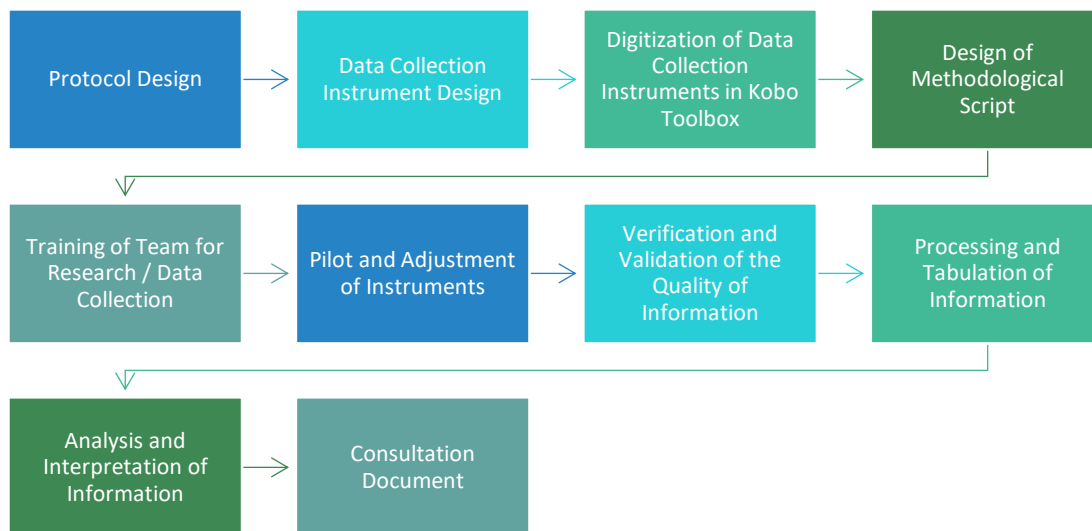 Protocol Design
Data Collection
Instrument Design
Digitization of Data
Collection
Instruments in Kobo
Toolbox
Design of
Methodological
Script
Training of Team for
Research / Data
Collection
Pilot and Adjustment
of Instruments
Verification and
Validation of the
Quality of
Information
Processing and
Tabulation of
Information
Analysis and
Interpretation of
Information
Consultation
Document